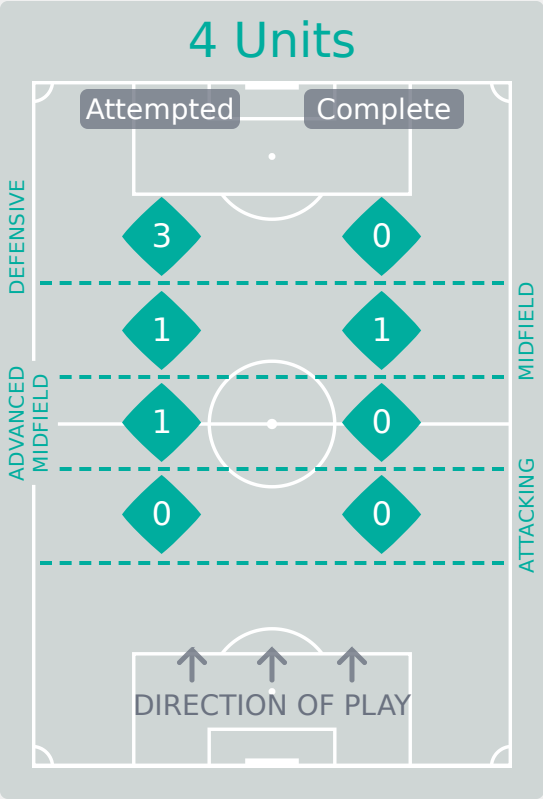 4 Units
Attempted
Complete
DEFENSIVE
3
0
MIDFIELD
1
1
ADVANCED
MIDFIELD
1
0
ATTACKING
0
0
DIRECTION OF PLAY